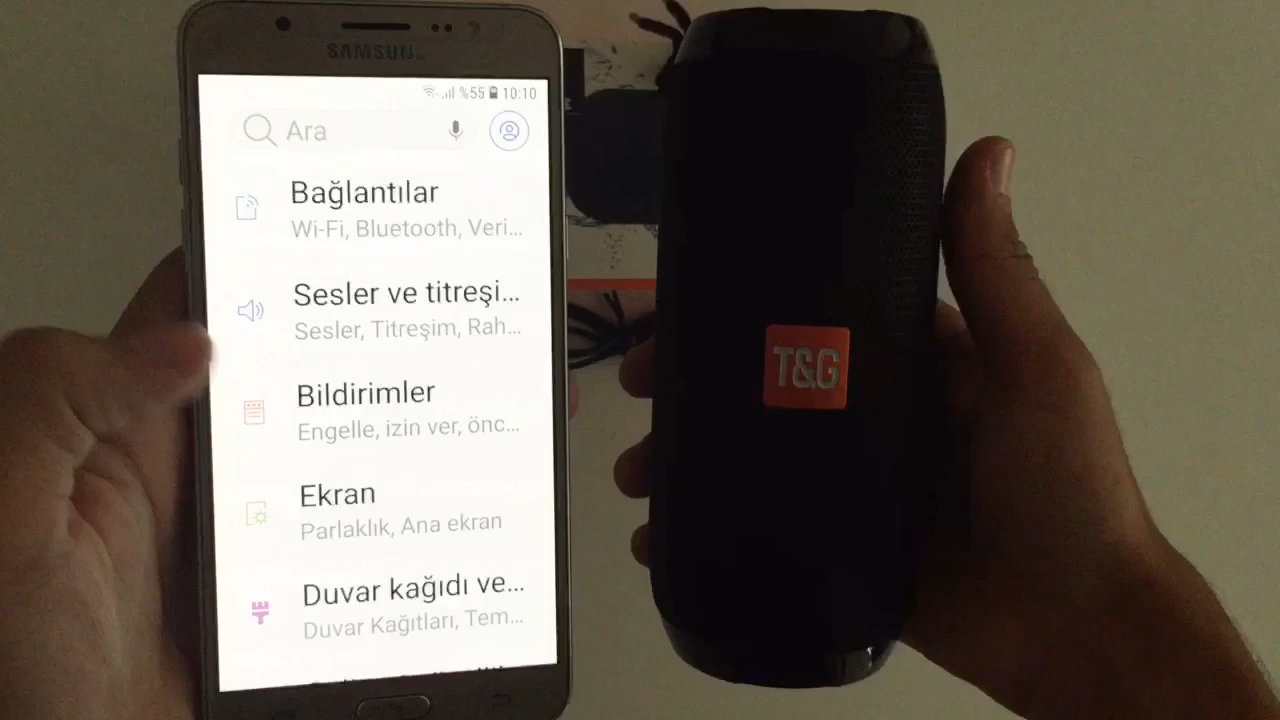 SAMSUNG
%55 10:10
Ara
Bağlantılar
Wi-Fi, Bluetooth, Veri...
Sesler ve titreşi...
Sesler, Titreşim, Rah...
Bildirimler
Engelle, izin ver, önc...
Ekran
Parlaklık, Ana ekran
Duvar kağıdı ve...
Duvar Kağıtları, Tem...
T&G